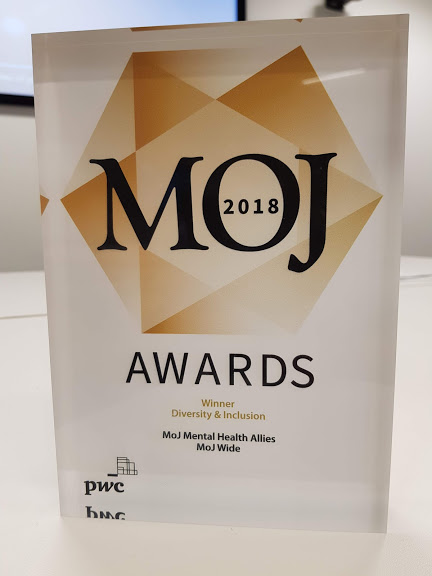 MOJ
2018
AWARDS
Winner
Diversity & Inclusion
MoJ Mental Health Allies
MoJ Wide
pwc